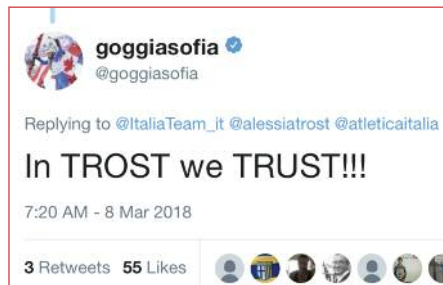 goggiasofia
@goggiasofia
Replying to @ItaliaTeam_it @alessiatrost @atleticaitalia
In TROST we TRUST!!!
7:20 AM - 8 Mar 2018
3 Retweets 55 Likes